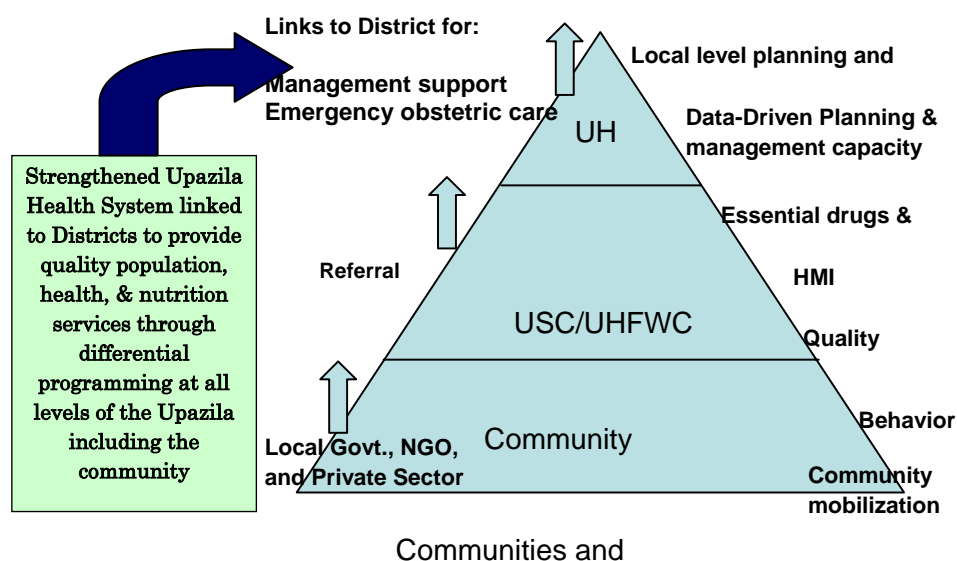 Links to District for:
Management support
Emergency obstetric care
Strengthened Upazila
Health System linked
to Districts to provide
quality population,
health, & nutrition
services through
differential
programming at all
levels of the Upazila
including the
community
Referral
Local Govt., NGO,
and Private Sector
UH
USC/UHFWC
Community
Local level planning and
Data-Driven Planning &
management capacity
Essential drugs &
HMI
Quality
Behavior
Community
mobilization
Communities and